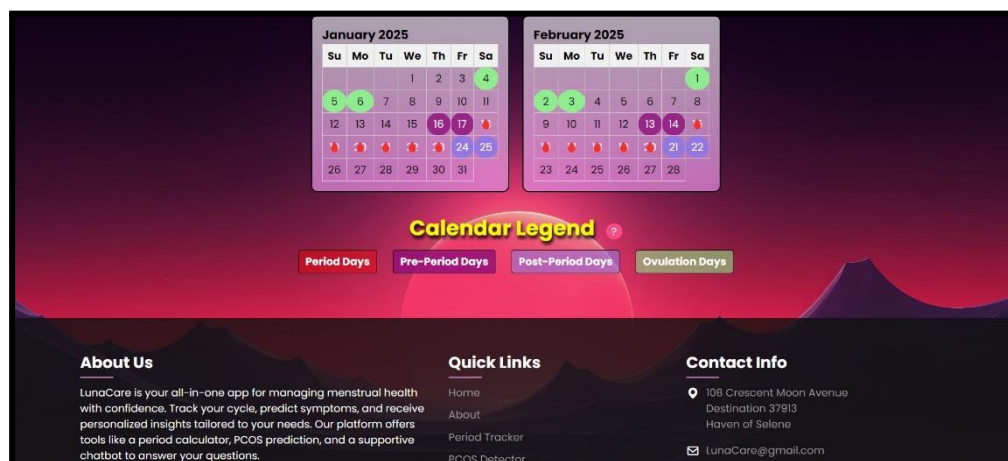 January 2025
Su Mo Tu We Th Fr Sa
1 2 3 4
5 6 7 8 9 10 11
12 13 14 15 16 17
24 25
26 27 28 29 30 31
February 2025
Su Mo Tu We Th Fr Sa
1
2 3 4 5 6 7 8
9 10 11 12 13 14
21 22
23 24 25 26 27 28
Calendar Legend ?
Period Days
Pre-Period Days
Post-Period Days
Ovulation Days
About Us
LunaCare is your all-in-one app for managing menstrual health
with confidence. Track your cycle, predict symptoms, and receive
personalized insights tailored to your needs. Our platform offers
tools like a period calculator, PCOS prediction, and a supportive
chatbot to answer your questions.
Quick Links
Home
About
Period Tracker
PCOS Detector
Contact Info
108 Crescent Moon Avenue
Destination 37913
Haven of Selene
LunaCare@gmail.com